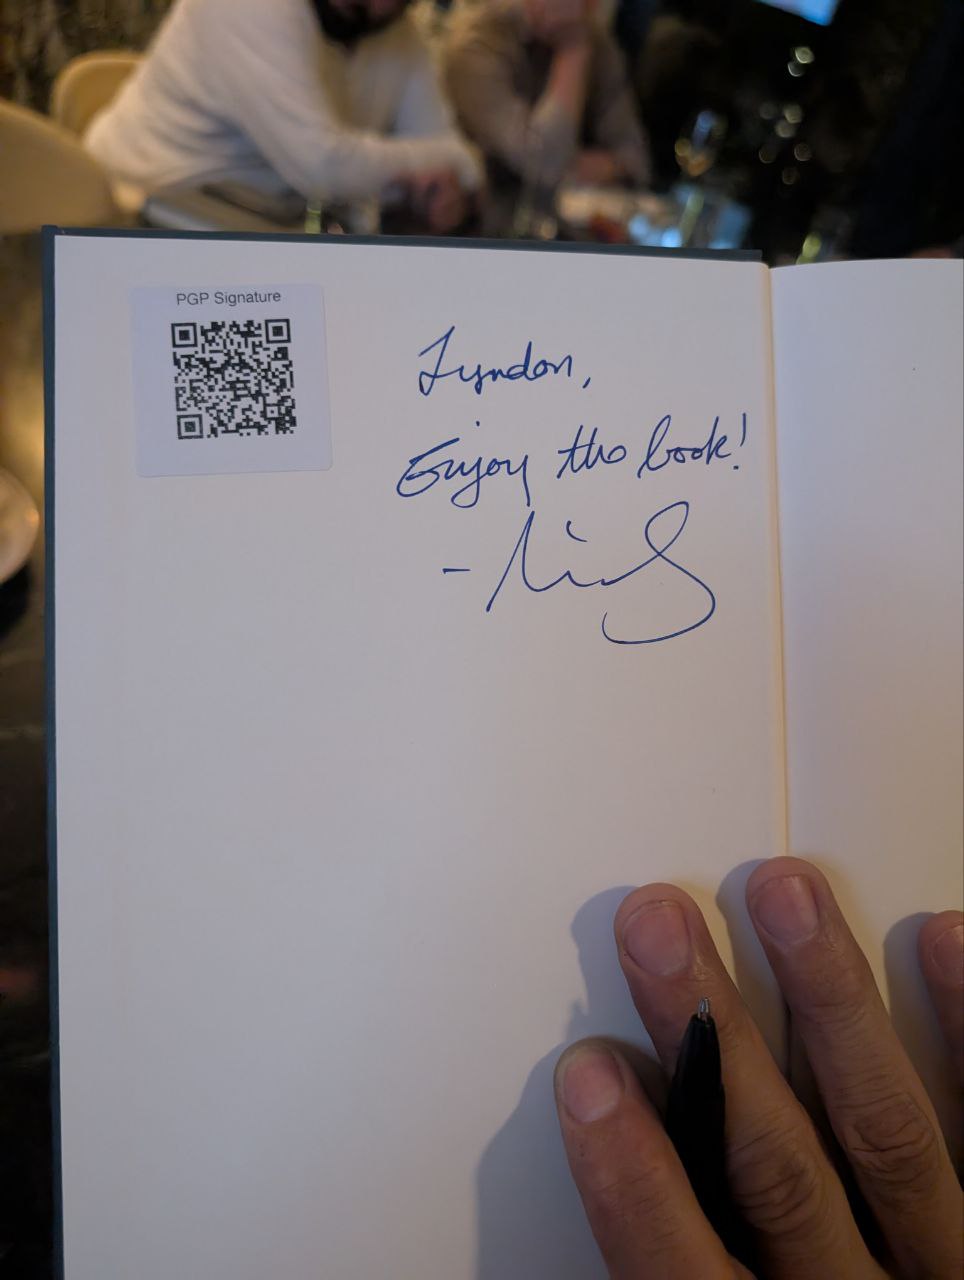 PGP Signature
Lyndon,
Enjoy the book!